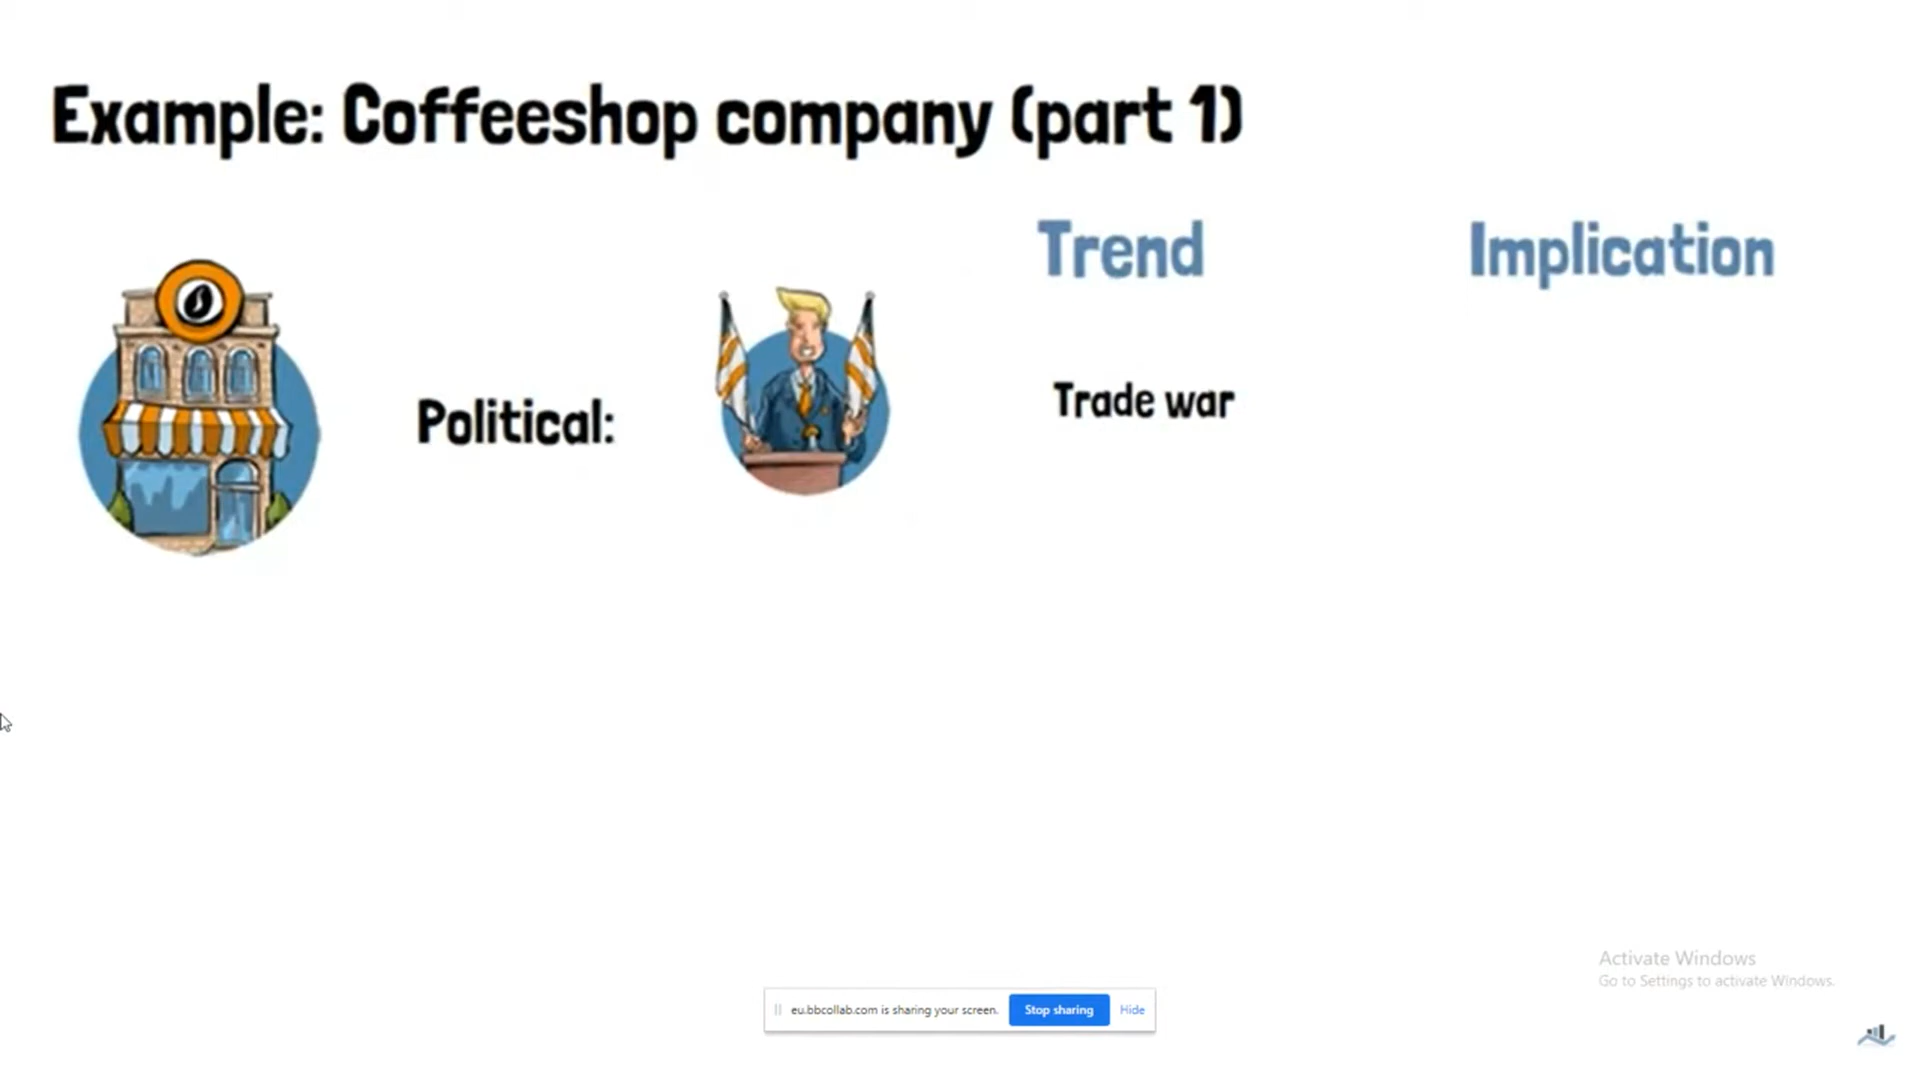 Example: Coffeeshop company (part 1)
Trend
Implication
Political:
Trade war
Activate Windows
Go to Settings to activate Windows.
eu.bbcollab.com is sharing your screen.
Stop sharing
Hide